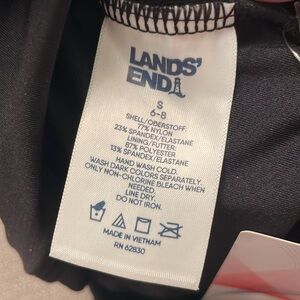 LANDS'
END
S
6-8
SHELL/OBERSTOFF:
77% NYLON
23% SPANDEX/ELASTANE
LINING/FUTTER:
87% POLYESTER
13% SPANDEX/ELASTANE
HAND WASH COLD.
WASH DARK COLORS SEPARATELY.
ONLY NON-CHLORINE BLEACH WHEN
NEEDED.
LINE DRY.
DO NOT IRON.
MADE IN VIETNAM
RN 62830